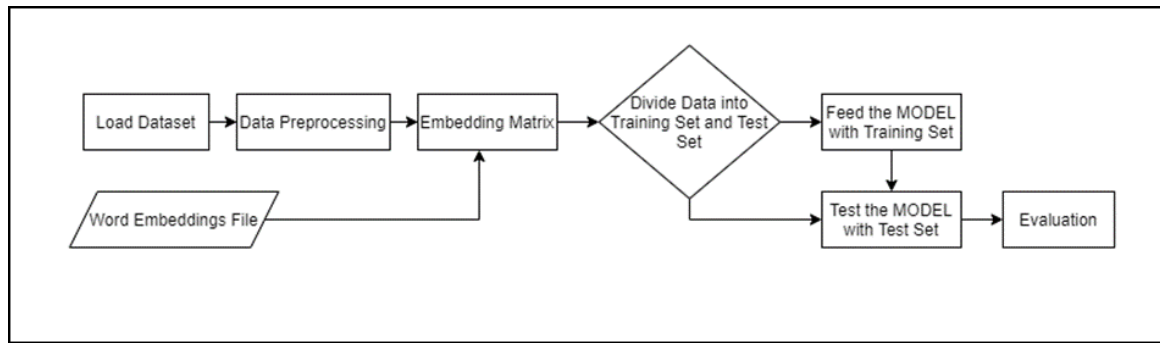 Load Dataset
Data Preprocessing
Embedding Matrix
Divide Data into
Training Set and Test
Set
Feed the MODEL
with Training Set
Word Embeddings File
Test the MODEL
with Test Set
Evaluation